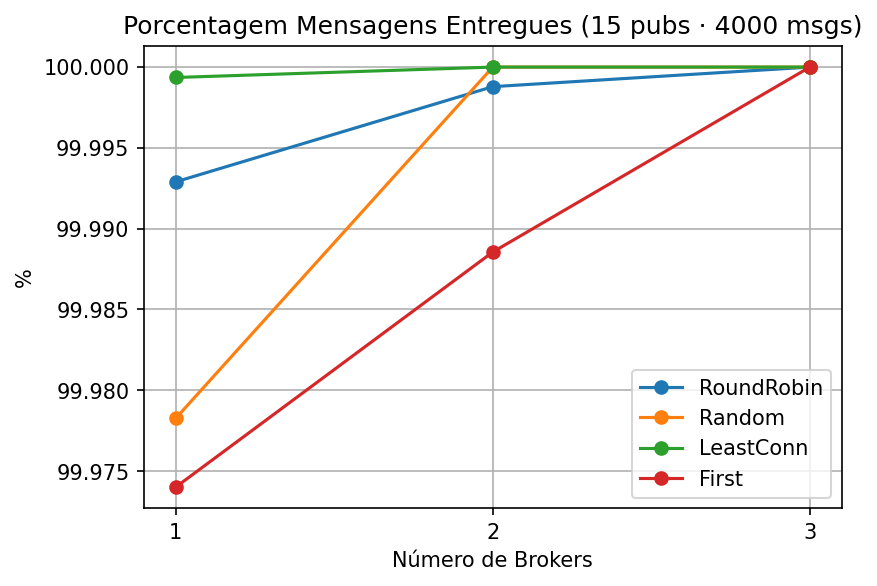 Porcentagem Mensagens Entregues (15 pubs · 4000 msgs)
100.000
99.995
99.990
99.985
99.980
99.975
%
RoundRobin
Random
LeastConn
First
1
2
3
Número de Brokers